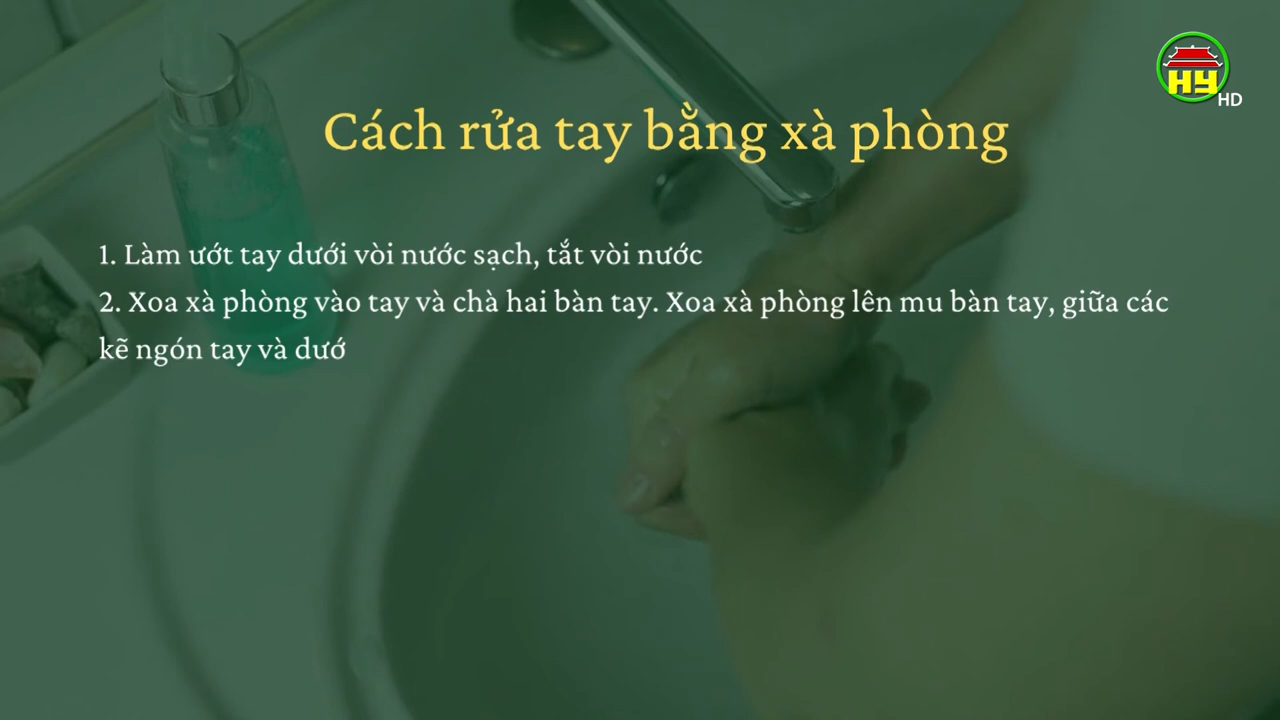 HY
HD
Cách rửa tay bằng xà phòng
1. Làm ướt tay dưới vòi nước sạch, tắt vòi nước
2. Xoa xà phòng vào tay và chà hai bàn tay. Xoa xà phòng lên mu bàn tay, giữa các
kẽ ngón tay và dướ